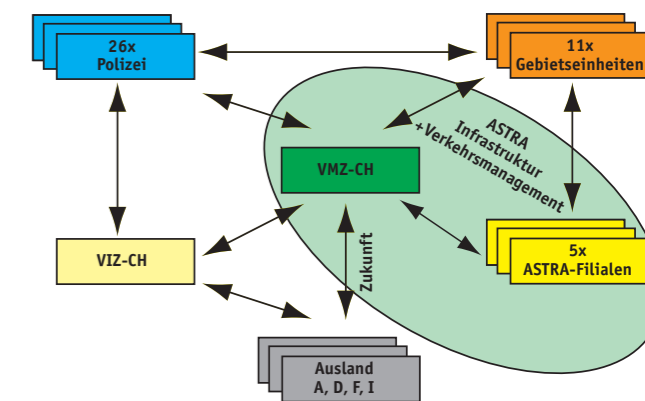 26x
Polizei
11x
Gebietseinheiten
ASTRA
Infrastruktur
+Verkehrsmanagement
VMZ-CH
VIZ-CH
Zukunft
5x
ASTRA-Filialen
Ausland
A, D, F, I